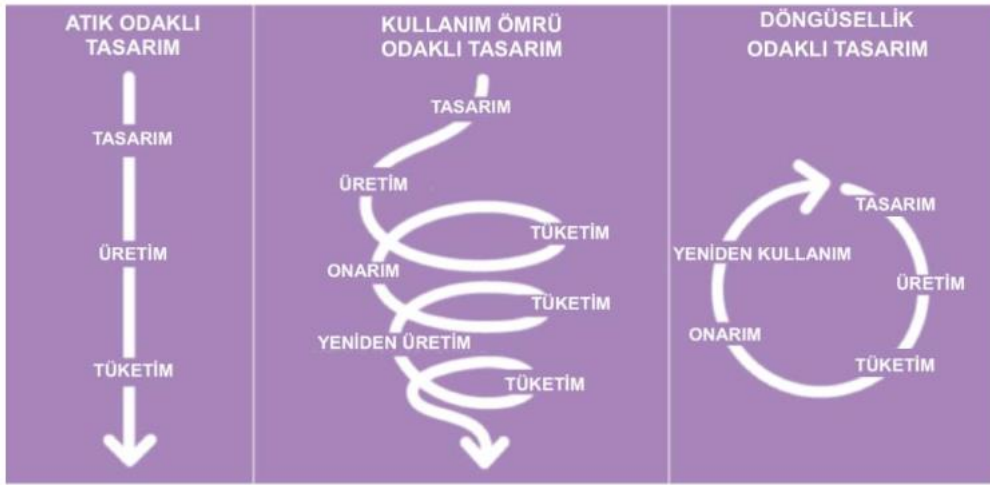 ATIK ODAKLI
TASARIM
TASARIM
ÜRETİM
TÜKETİM
KULLANIM ÖMRÜ
ODAKLI TASARIM
TASARIM
ÜRETİM
TÜKETİM
ONARIM
TÜKETİM
YENİDEN ÜRETİM
TÜKETİM
DÖNGÜSELLİK
ODAKLI TASARIM
TASARIM
ÜRETİM
TÜKETİM
ONARIM
YENİDEN KULLANIM